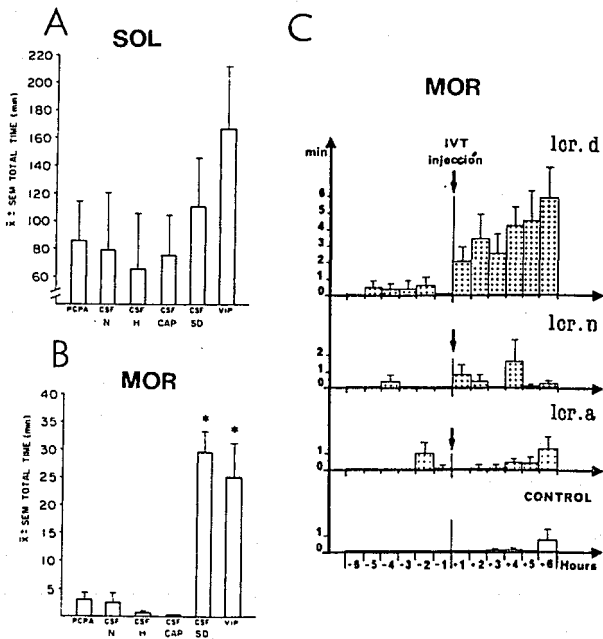 A
SOL
x̄ ± SEM TOTAL TIME (min)
220
200
180
160
140
120
100
80
60
PCPA CSF CSF CSF CSF VIP
N H CAP SD
B
MOR
x̄ ± SEM TOTAL TIME (min)
40
35
30
25
20
15
10
5
* *
PCPA CSF CSF CSF CSF VIP
N H CAP SD
C
MOR
min
IVT
injección
lcr.d
6
5
4
3
2
1
0
lcr.n
2
1
0
lcr.a
1
0
CONTROL
1
0
-6 -5 -4 -3 -2 -1 +1 +2 +3 +4 +5 +6 Hours